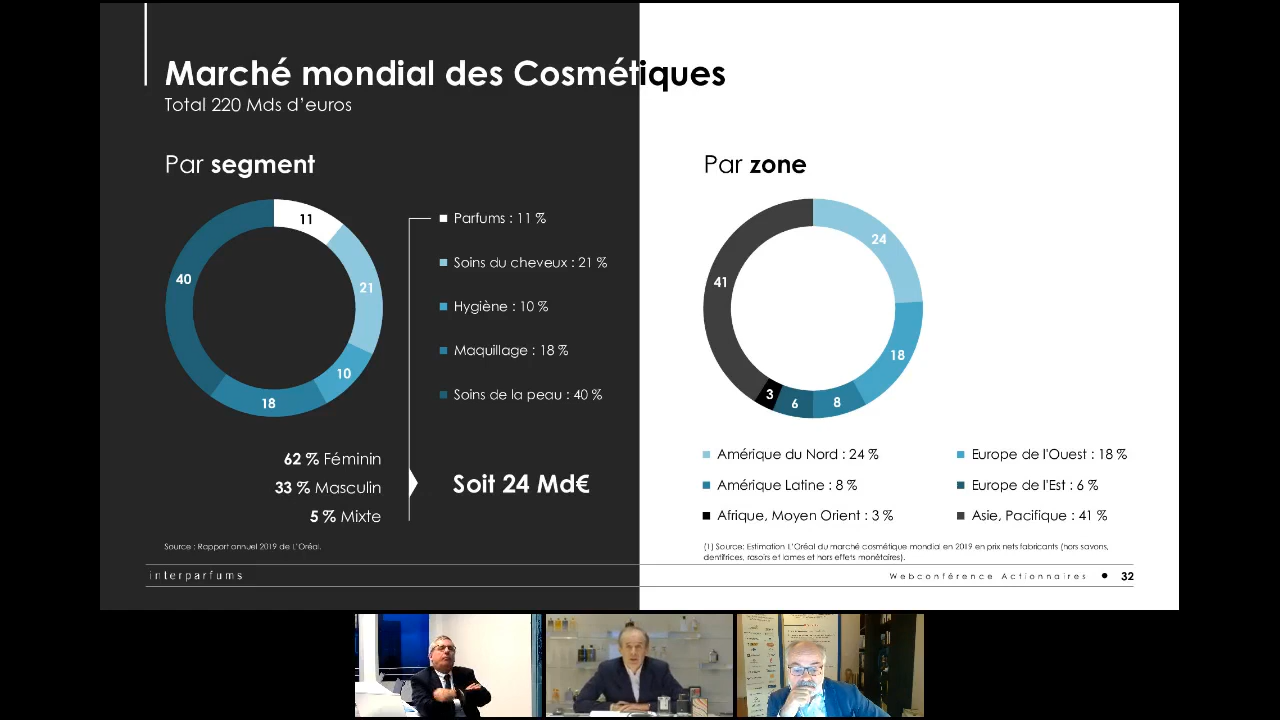 Marché mondial des Cosmétiques
Total 220 Mds d'euros
Par segment
11
21
10
18
40
Parfums : 11 %
Soins du cheveux : 21 %
Hygiène : 10 %
Maquillage : 18 %
Soins de la peau : 40 %
62 % Féminin
33 % Masculin
5 % Mixte
Soit 24 Md€
Source : Rapport annuel 2019 de L'Oréal.
interparfums
Par zone
24
18
8
6
3
41
Amérique du Nord : 24 %
Europe de l'Ouest : 18 %
Amérique Latine : 8 %
Europe de l'Est : 6 %
Afrique, Moyen Orient : 3 %
Asie, Pacifique : 41 %
(1) Source: Estimation L'Oréal du marché cosmétique mondial en 2019 en prix nets fabricants (hors savons,
dentifrices, rasoirs et lames et hors effets monétaires).
Webconférence Actionnaires ● 32